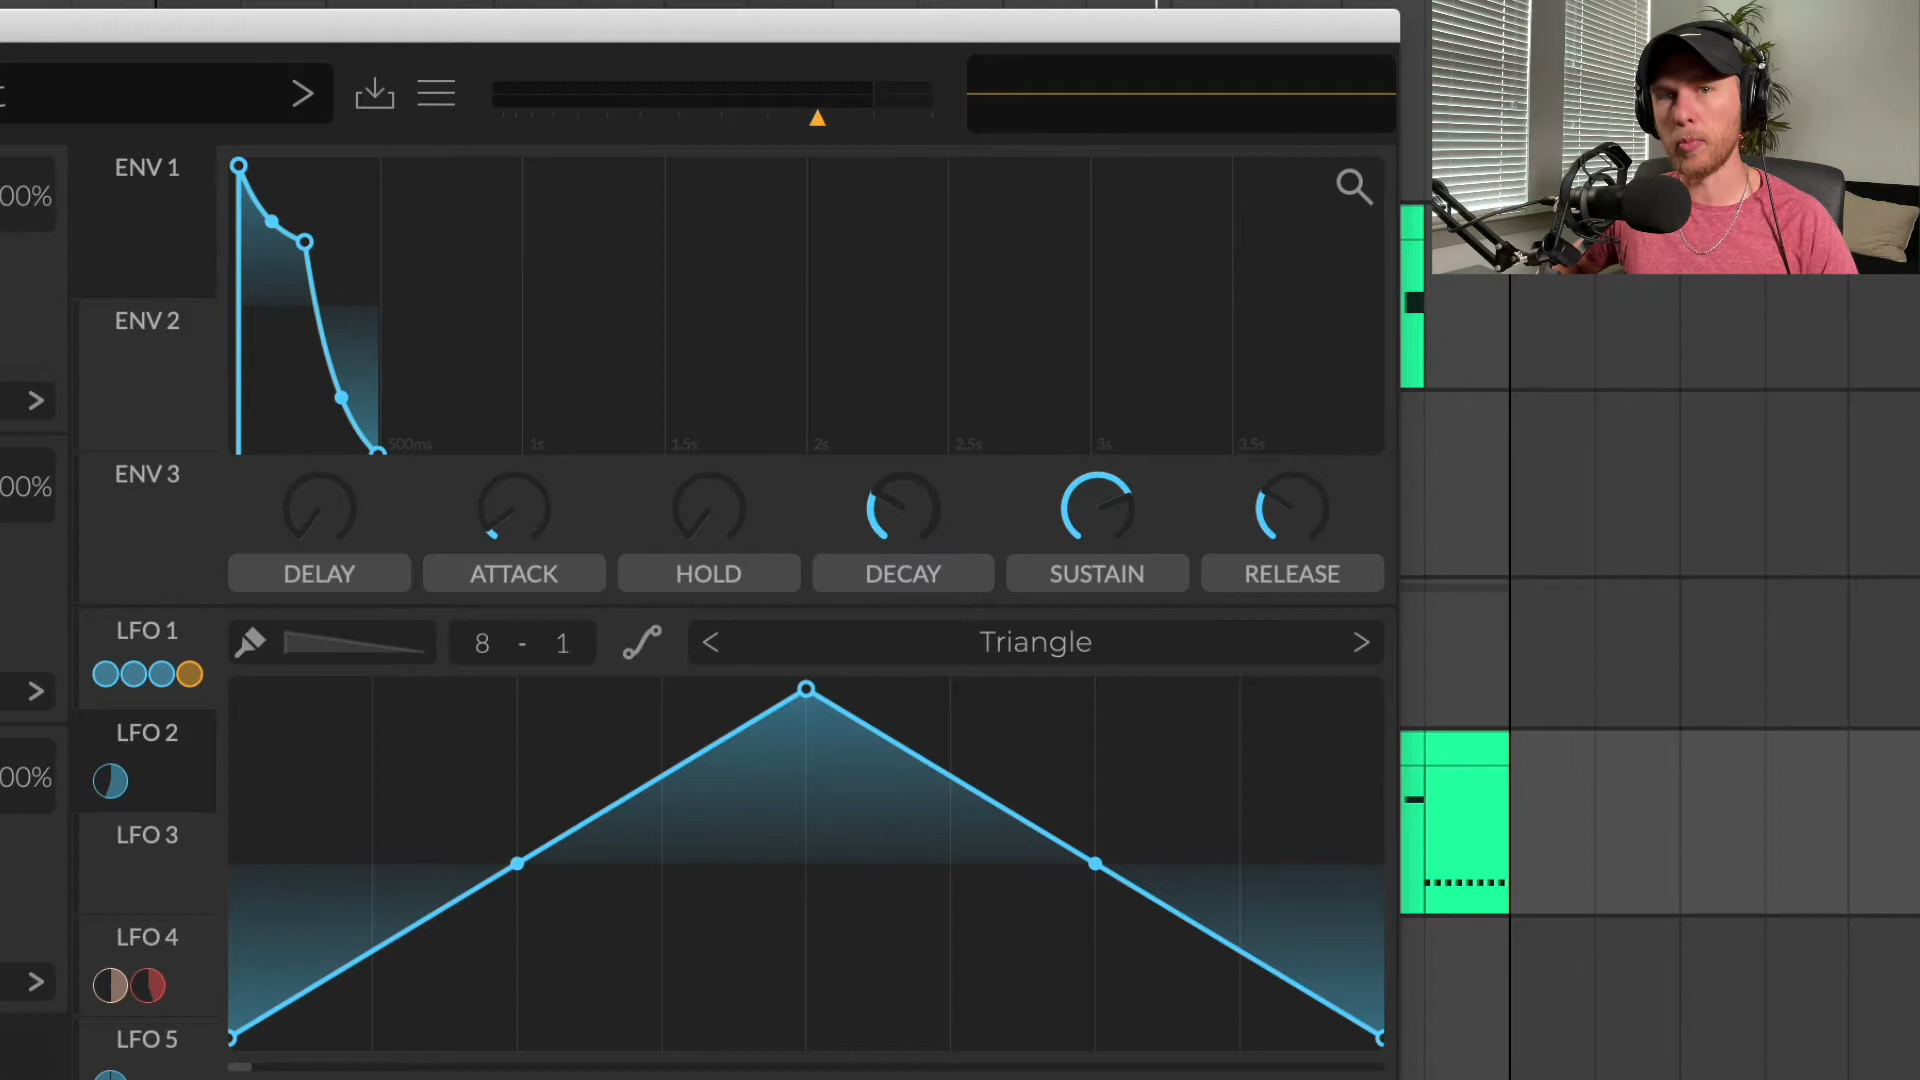 t
ENV 1
00%
ENV 2
500ms 1s 1.5s 2s 2.5s 3s 3.5s
ENV 3
00%
DELAY ATTACK HOLD DECAY SUSTAIN RELEASE
LFO 1
8 - 1
Triangle
LFO 2
00%
LFO 3
LFO 4
LFO 5